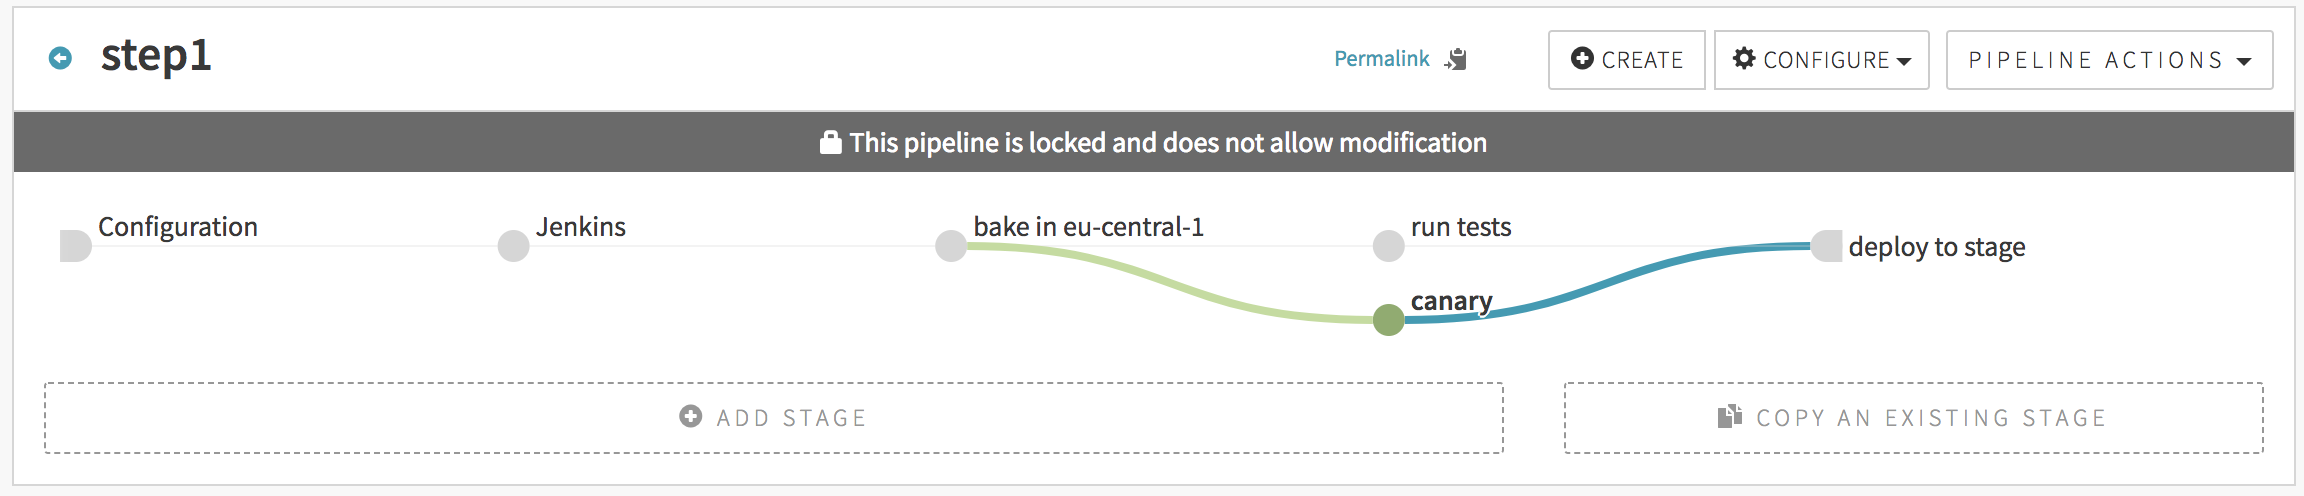 step1
Permalink
CREATE
CONFIGURE
PIPELINE ACTIONS
This pipeline is locked and does not allow modification
Configuration
Jenkins
bake in eu-central-1
run tests
deploy to stage
canary
ADD STAGE
COPY AN EXISTING STAGE